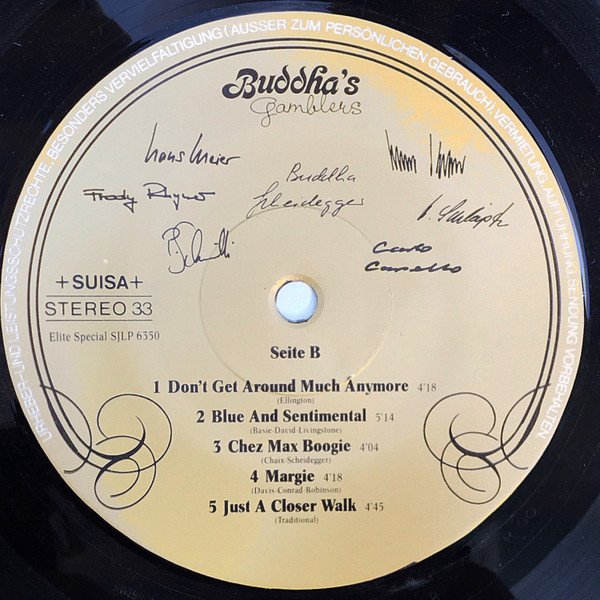 URHEBER- UND LEISTUNGSSCHUTZRECHTE, BESONDERS VERVIELFÄLTIGUNG (AUSSER ZUM PERSÖNLICHEN GEBRAUCH), VERMIETUNG, AUFFÜHRUNG, SENDUNG VORBEHALTEN
Buddha's
Gamblers
Hans Meier
Buddha
Scheidegger
Fredy Rhyner
Carlo
Capello
+SUISA+
STEREO 33
Elite Special SJLP 6350
Seite B
1 Don't Get Around Much Anymore 4'18
(Ellington)
2 Blue And Sentimental 5'14
(Basie-David-Livingstone)
3 Chez Max Boogie 4'04
(Chaix-Scheidegger)
4 Margie 4'18
(Davis-Conrad-Robinson)
5 Just A Closer Walk 4'45
(Traditional)